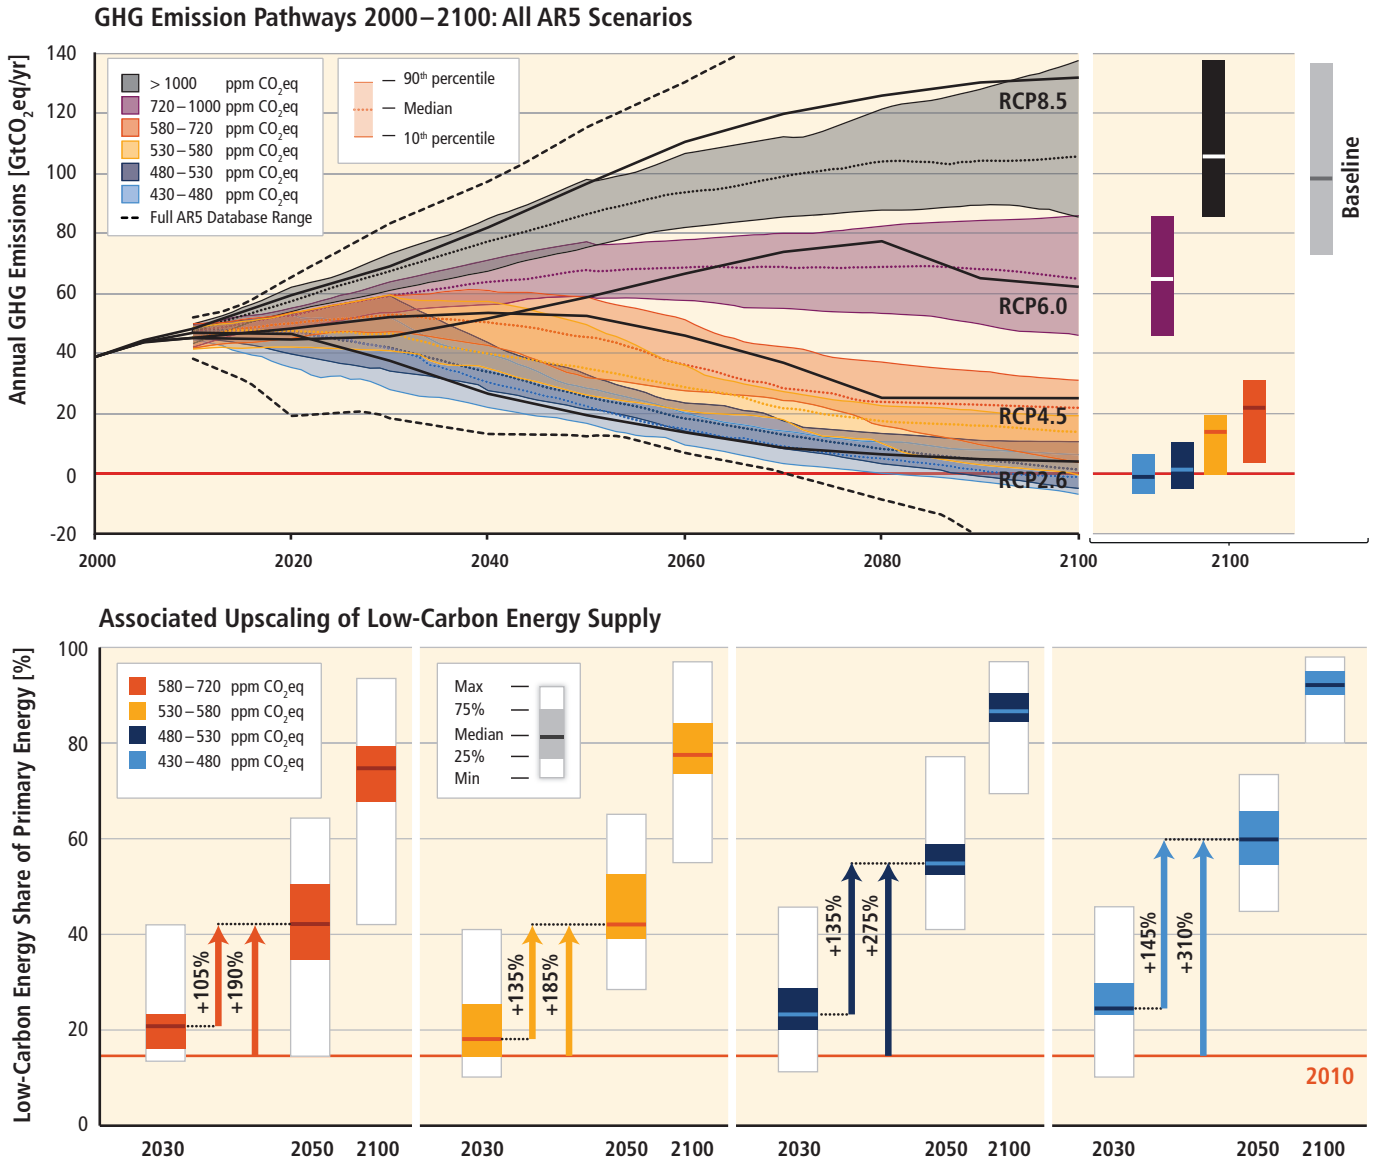 GHG Emission Pathways 2000–2100: All AR5 Scenarios
Annual GHG Emissions [GtCO2eq/yr]
140
120
100
80
60
40
20
0
-20
> 1000 ppm CO2eq
720–1000 ppm CO2eq
580–720 ppm CO2eq
530–580 ppm CO2eq
480–530 ppm CO2eq
430–480 ppm CO2eq
Full AR5 Database Range
90th percentile
Median
10th percentile
RCP8.5
RCP6.0
RCP4.5
RCP2.6
Baseline
2000 2020 2040 2060 2080 2100 2100
Associated Upscaling of Low-Carbon Energy Supply
Low-Carbon Energy Share of Primary Energy [%]
100
80
60
40
20
0
580–720 ppm CO2eq
530–580 ppm CO2eq
480–530 ppm CO2eq
430–480 ppm CO2eq
Max
75%
Median
25%
Min
+105%
+190%
+135%
+185%
+135%
+275%
+145%
+310%
2010
2030 2050 2100 2030 2050 2100 2030 2050 2100 2030 2050 2100